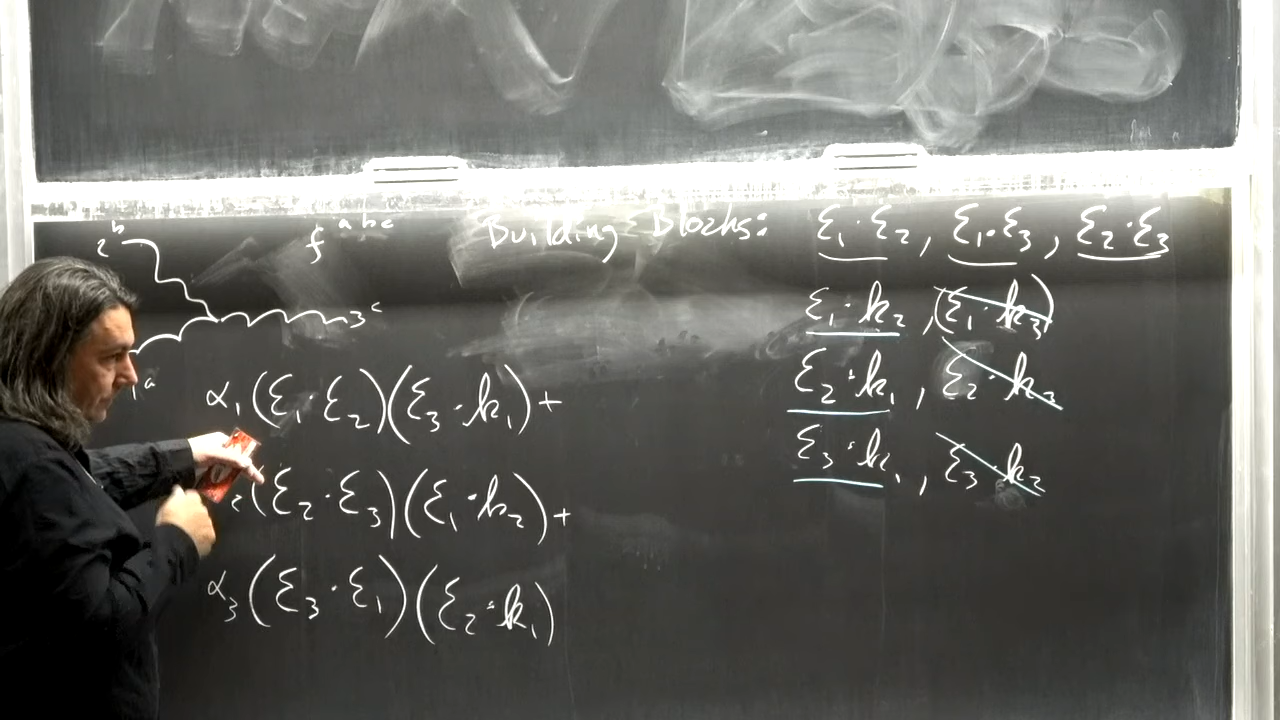 2^b f^{abc} Building Blocks: ε₁·ε₂, ε₁·ε₃, ε₂·ε₃
3^c ε₁·k₂, (ε₁·k₃)
1^a ε₂·k₁, ε₂·k₃
α₁(ε₁·ε₂)(ε₃·k₁)+
ε₃·k₁, ε₃·k₂
₂(ε₂·ε₃)(ε₁·k₂)+
α₃(ε₃·ε₁)(ε₂·k₁)